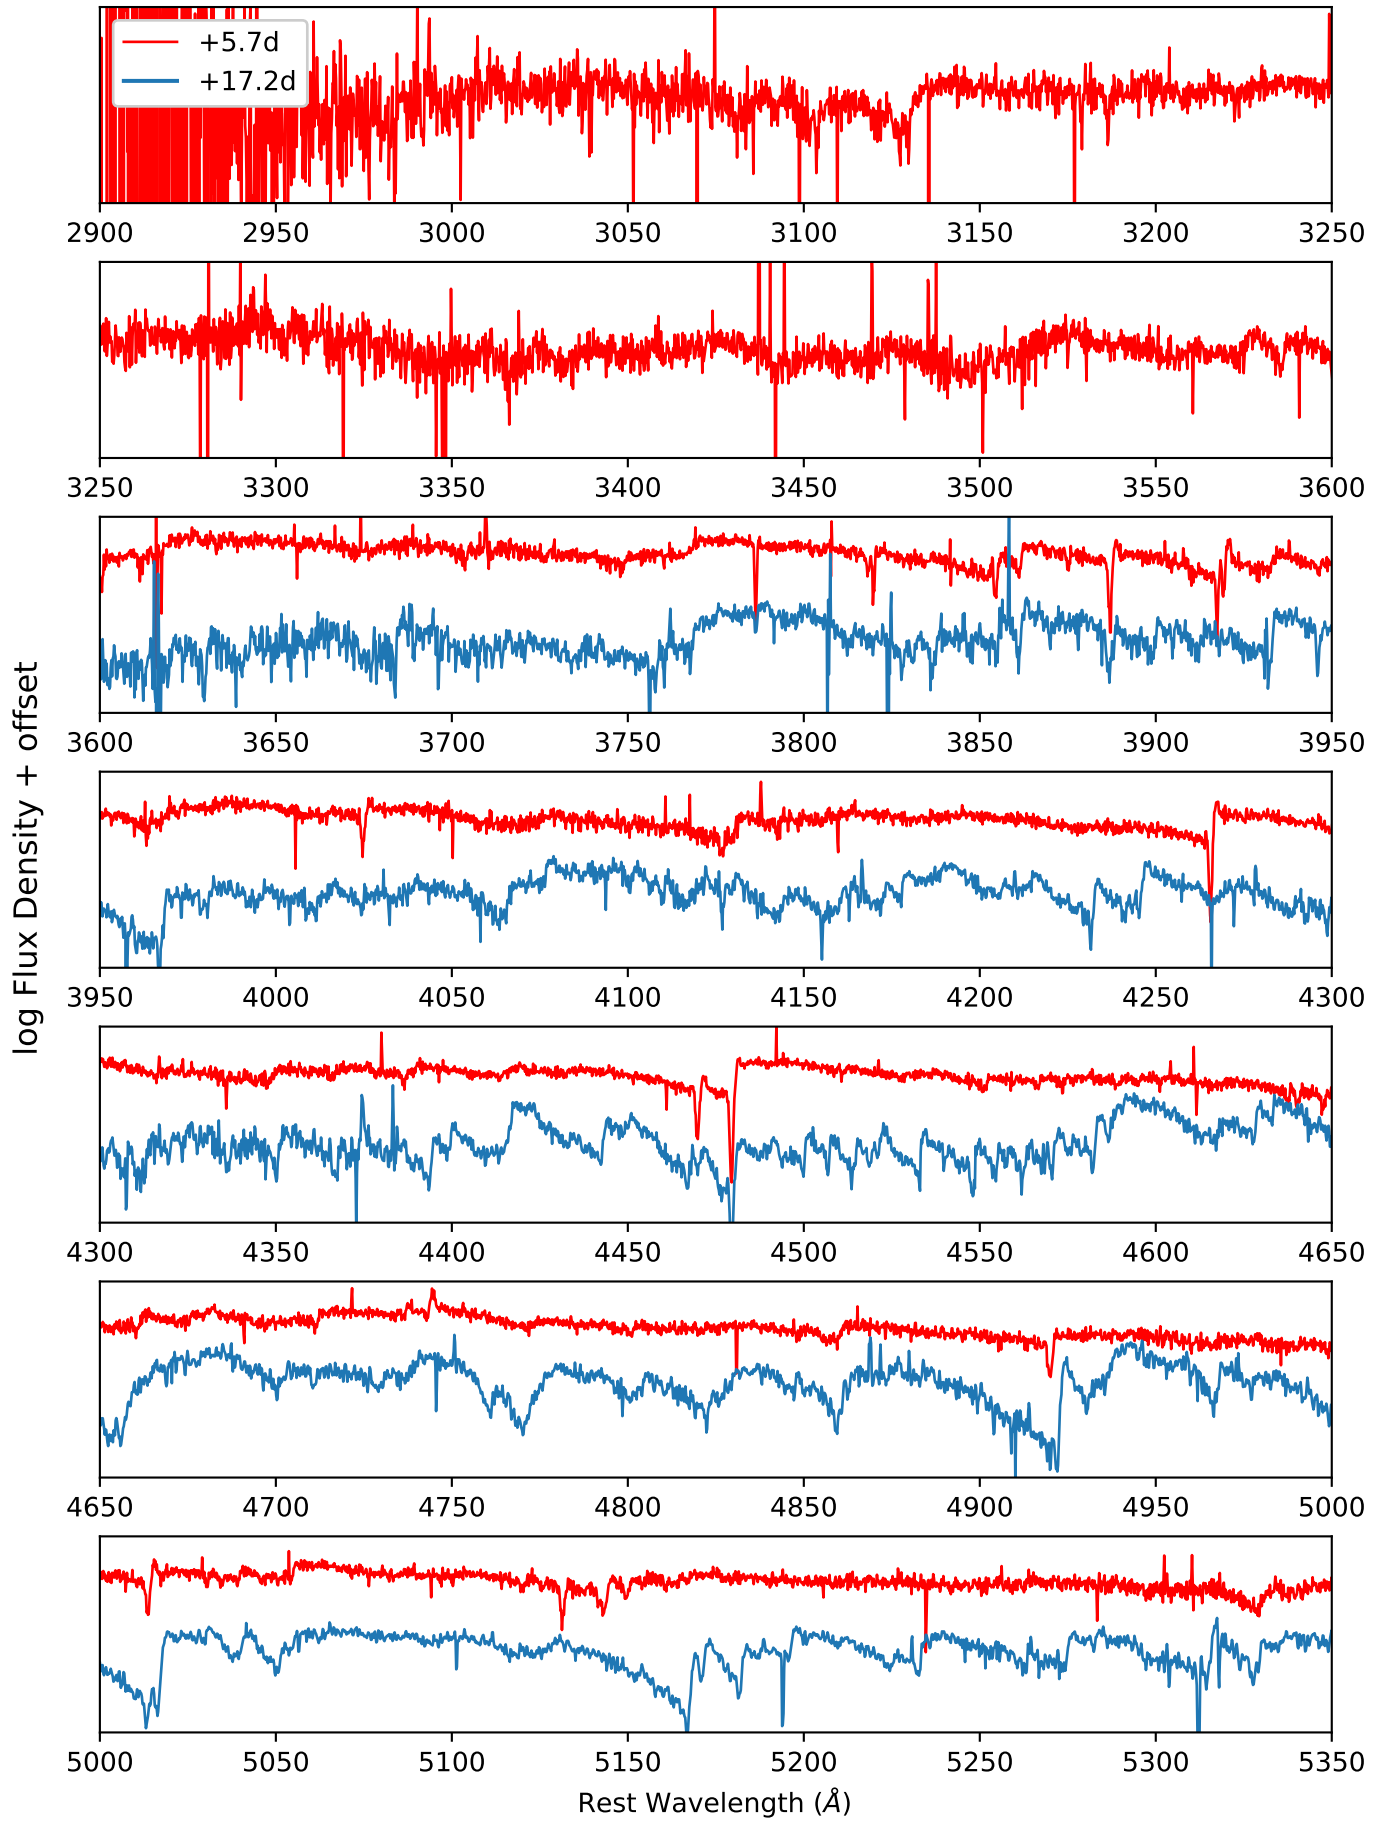 +5.7d
+17.2d
2900 2950 3000 3050 3100 3150 3200 3250
3250 3300 3350 3400 3450 3500 3550 3600
3600 3650 3700 3750 3800 3850 3900 3950
3950 4000 4050 4100 4150 4200 4250 4300
4300 4350 4400 4450 4500 4550 4600 4650
4650 4700 4750 4800 4850 4900 4950 5000
5000 5050 5100 5150 5200 5250 5300 5350
log Flux Density + offset
Rest Wavelength (Å)